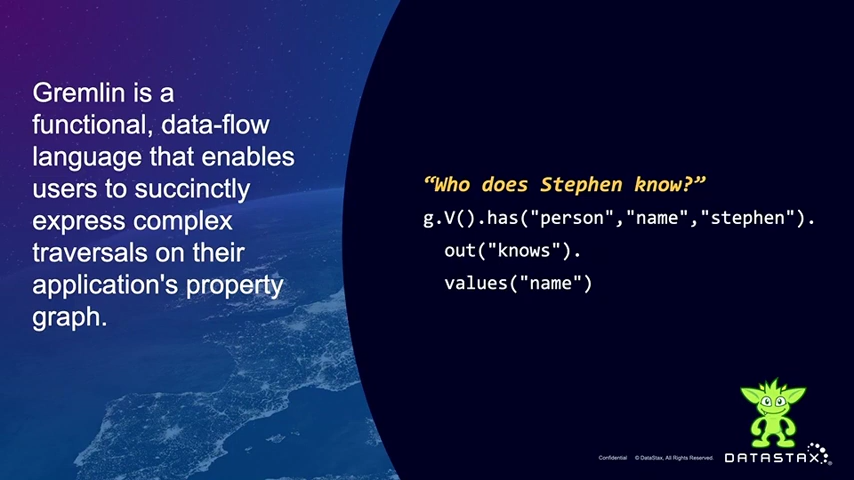 Gremlin is a
functional, data-flow
language that enables
users to succinctly
express complex
traversals on their
application's property
graph.
“Who does Stephen know?”
g.V().has("person","name","stephen").
out("knows").
values("name")
Confidential © DataStax, All Rights Reserved.
DATASTAX®